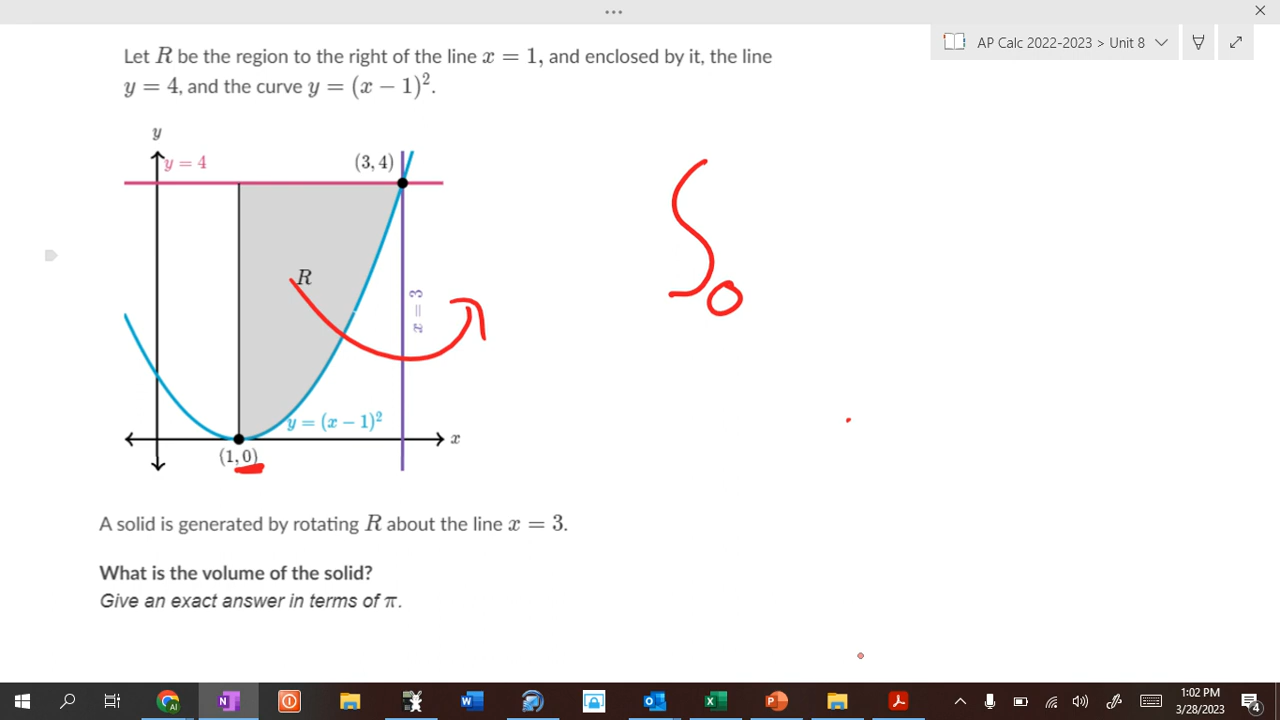 ...
AP Calc 2022-2023 > Unit 8
Let R be the region to the right of the line x = 1, and enclosed by it, the line
y = 4, and the curve y = (x − 1)².
y
y = 4
(3, 4)
R
x = 3
y = (x − 1)²
x
(1, 0)
∫0
A solid is generated by rotating R about the line x = 3.
What is the volume of the solid?
Give an exact answer in terms of π.
1:02 PM
3/28/2023
4